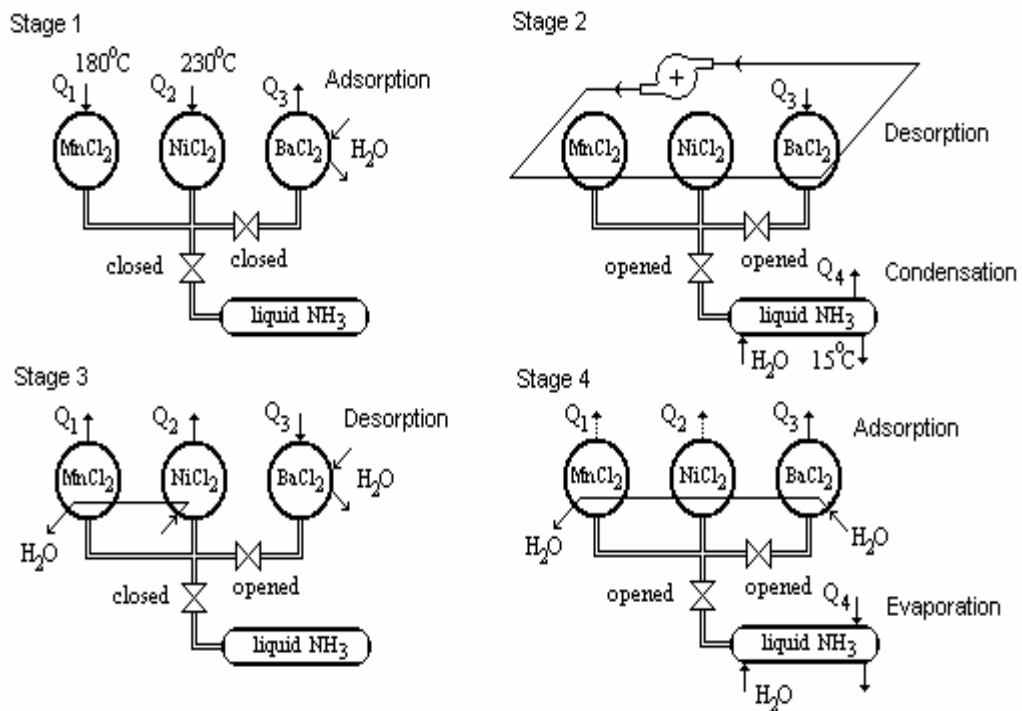 Stage 1
180°C 230°C
Q1 Q2 Q3 Adsorption
MnCl2 NiCl2 BaCl2 H2O
closed closed
liquid NH3
Stage 2
+
Q3
MnCl2 NiCl2 BaCl2 Desorption
opened opened
Q4 Condensation
liquid NH3
H2O 15°C
Stage 3
Q1 Q2 Q3 Desorption
MnCl2 NiCl2 BaCl2 H2O
H2O
closed opened
liquid NH3
Stage 4
Q1 Q2 Q3 Adsorption
MnCl2 NiCl2 BaCl2
H2O H2O
opened opened
Q4 Evaporation
liquid NH3
H2O